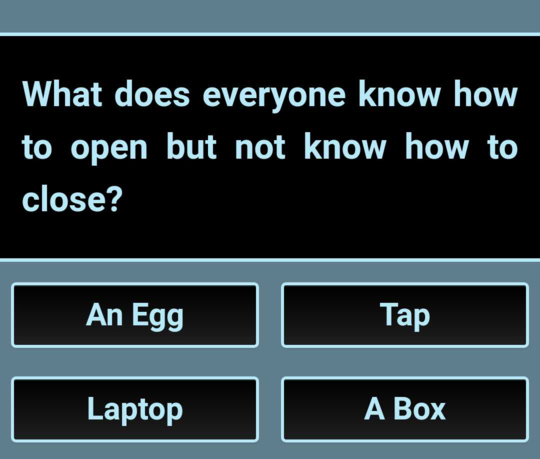 What does everyone know how
to open but not know how to
close?
An Egg
Tap
Laptop
A Box